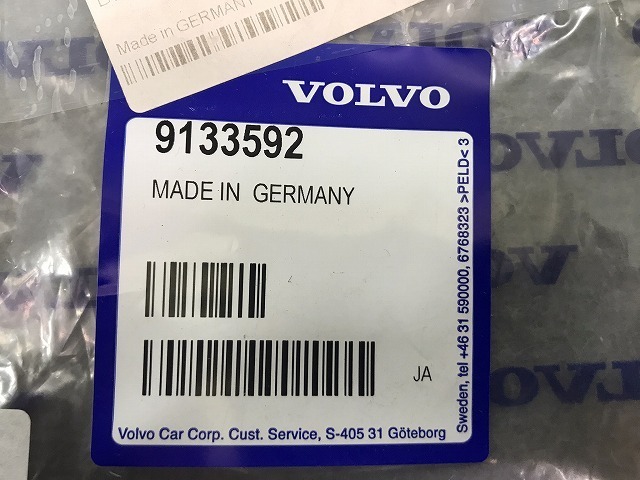 Made in GERMANY
VOLVO
9133592
MADE IN GERMANY
JA
Volvo Car Corp. Cust. Service, S-405 31 Göteborg
Sweden, tel +46 31 590000, 6768323 >PELD< 3
VOLVO